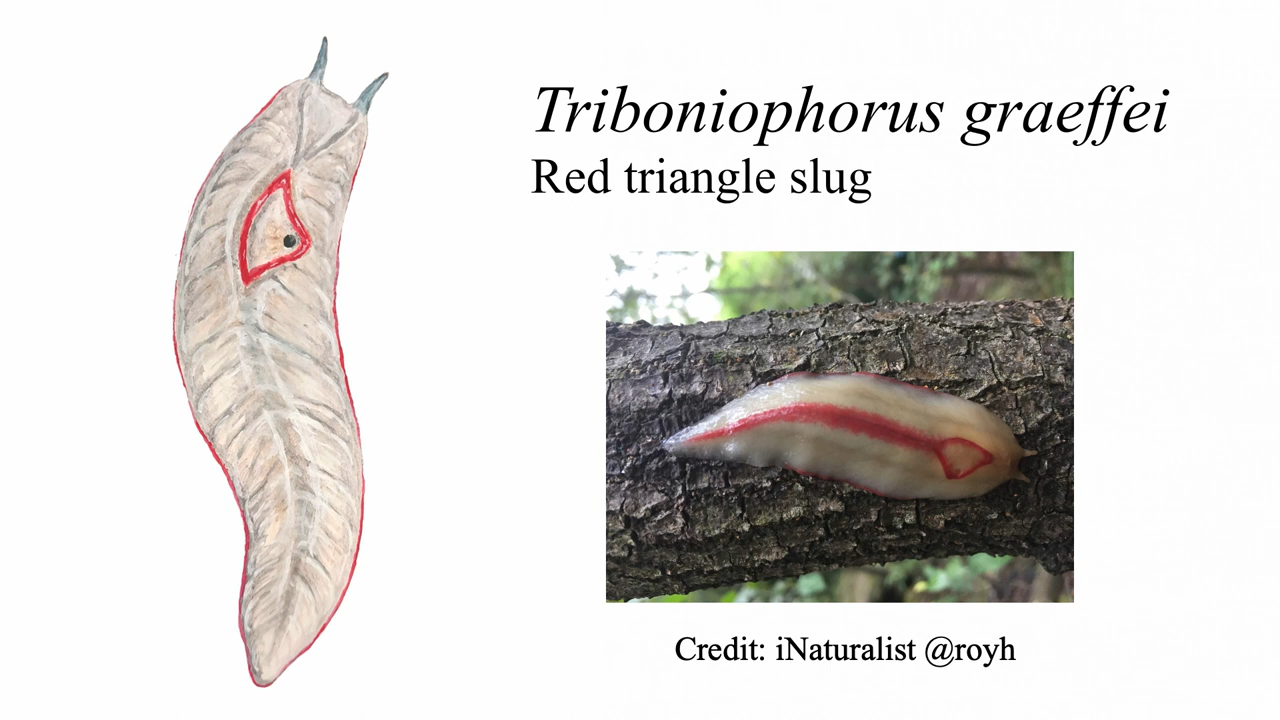 Triboniophorus graeffei
Red triangle slug
Credit: iNaturalist @royh